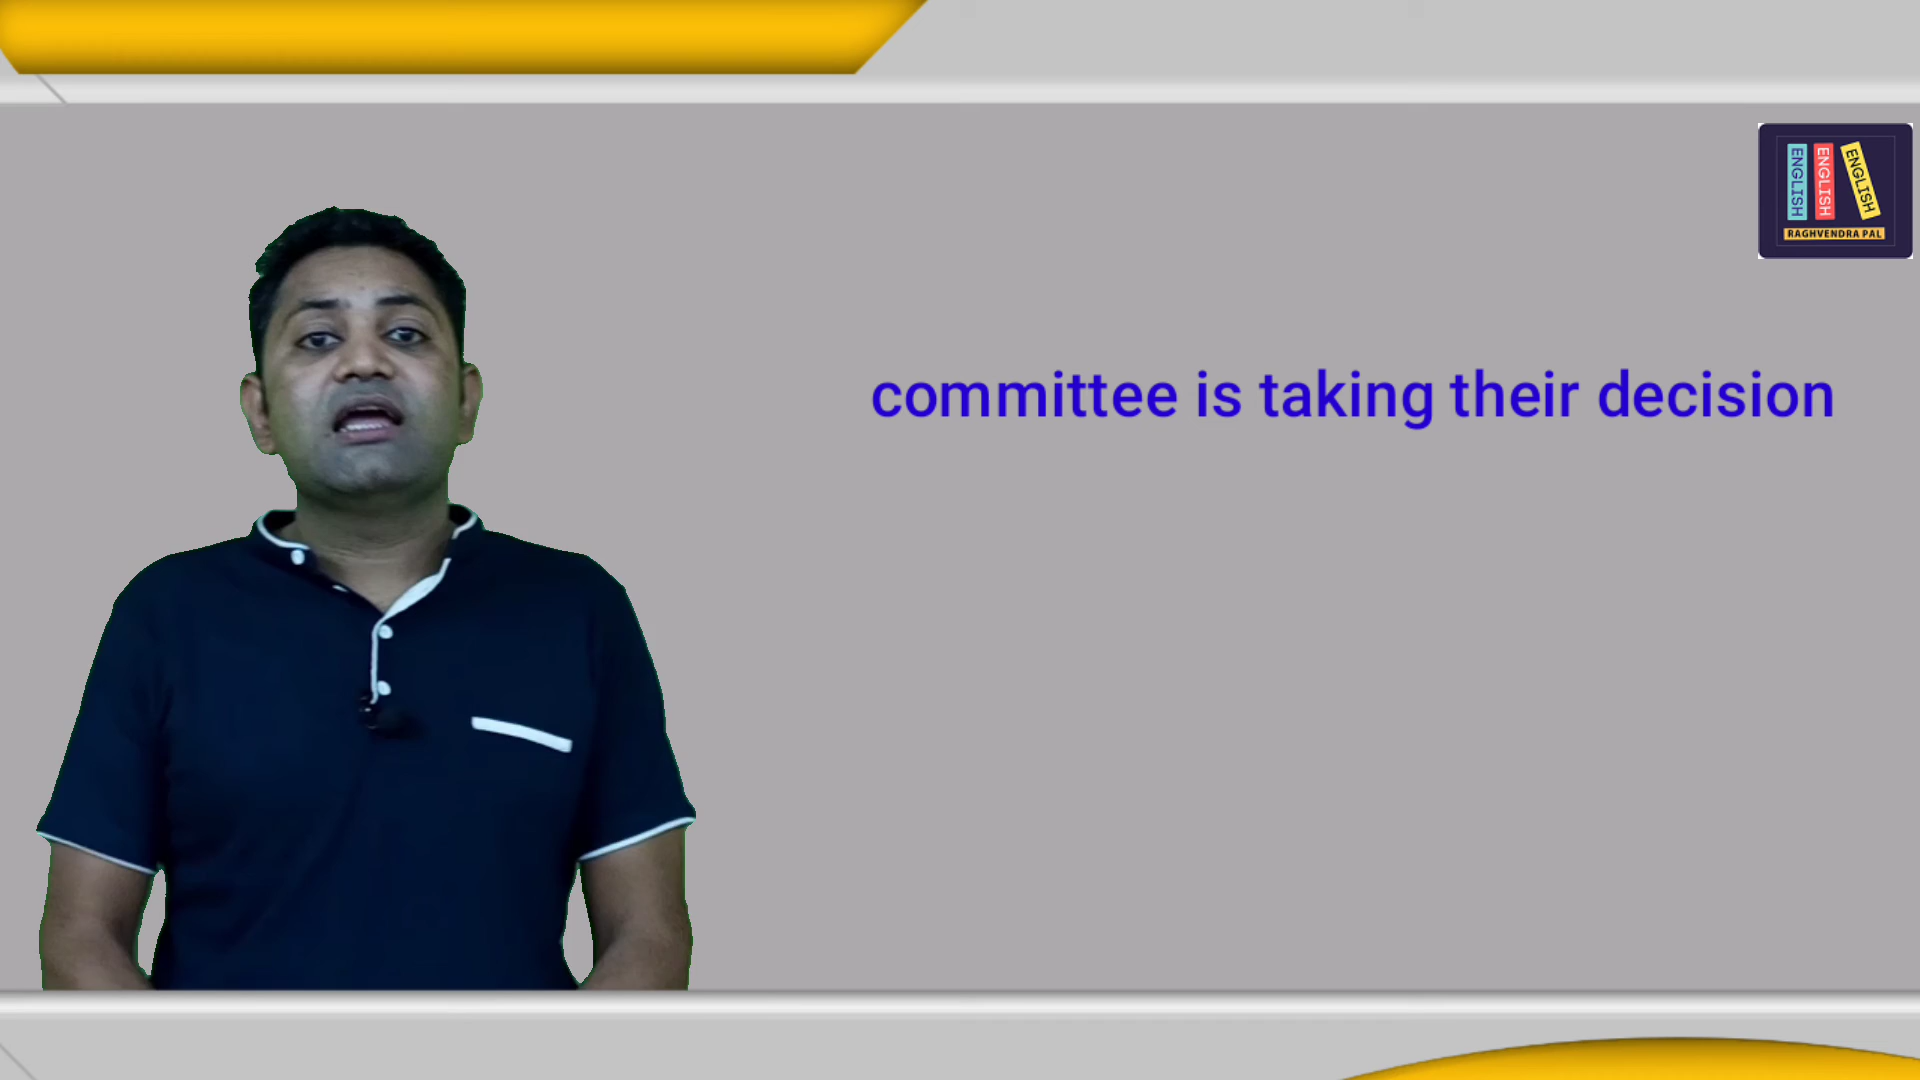 ENGLISH
ENGLISH
ENGLISH
RAGHVENDRA PAL
committee is taking their decision